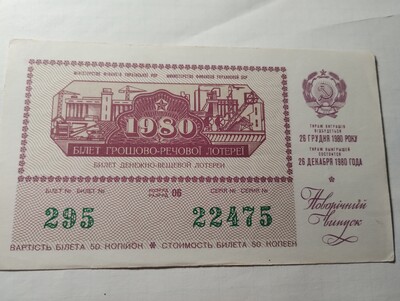 МІНІСТЕРСТВО ФІНАНСІВ УКРАЇНСЬКОЇ РСР МИНИСТЕРСТВО ФИНАНСОВ УКРАИНСКОЙ ССР
1980
БІЛЕТ ГРОШОВО-РЕЧОВОЇ ЛОТЕРЕЇ
БИЛЕТ ДЕНЕЖНО-ВЕЩЕВОЙ ЛОТЕРЕИ
БІЛЕТ № БИЛЕТ № РОЗРЯД РАЗРЯД 06 СЕРІЯ № СЕРИЯ №
295 22475
ВАРТІСТЬ БІЛЕТА 50 КОПІЙОК * СТОИМОСТЬ БИЛЕТА 50 КОПЕЕК
ТИРАЖ ВИГРАШІВ
ВІДБУДЕТЬСЯ
26 ГРУДНЯ 1980 РОКУ
ТИРАЖ ВЫИГРЫШЕЙ
СОСТОИТСЯ
26 ДЕКАБРЯ 1980 ГОДА
*
Новорічний
випуск